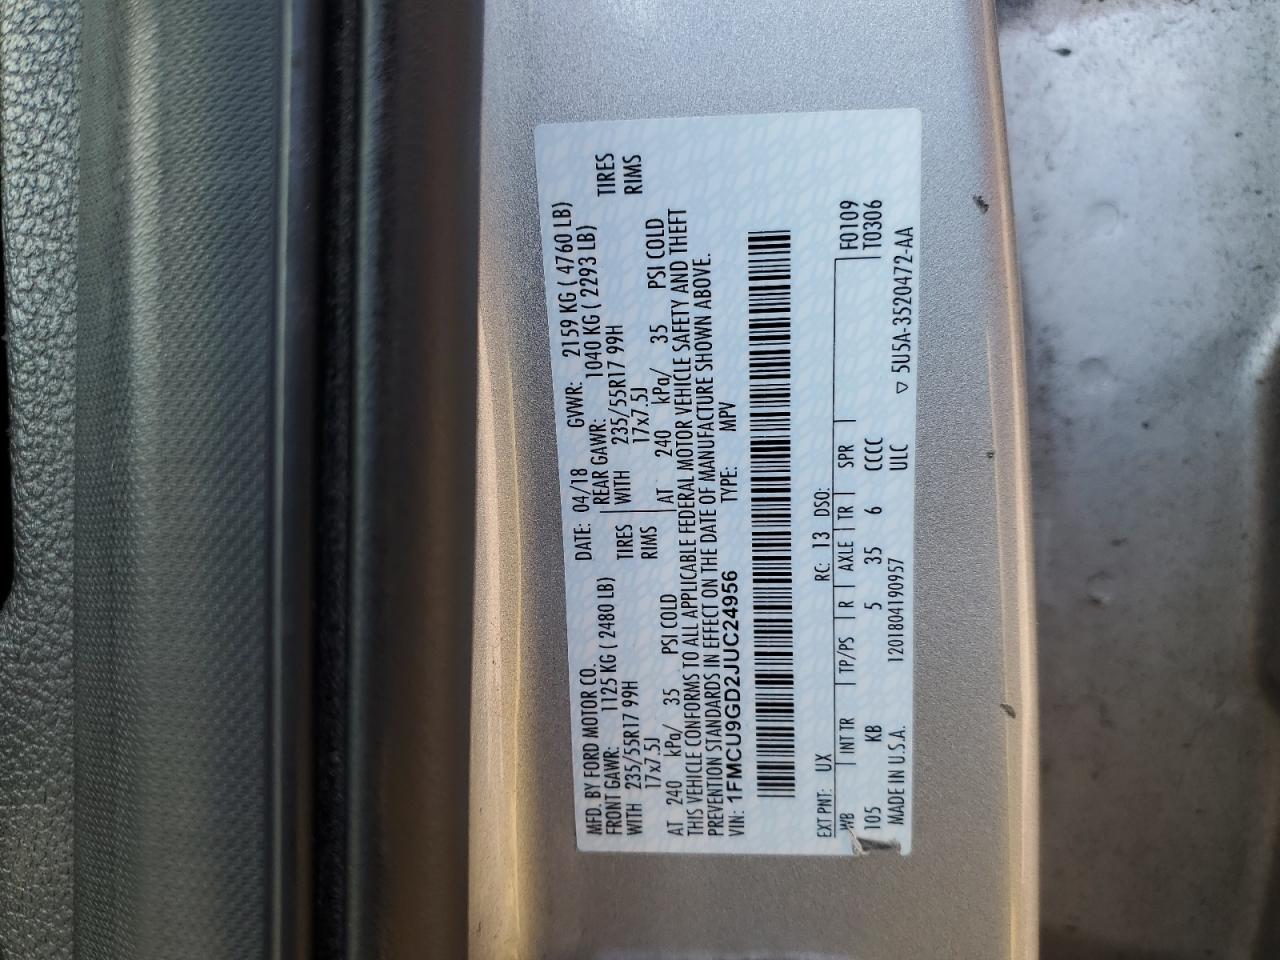 MFD. BY FORD MOTOR CO. DATE: 04/18 GVWR: 2159 KG ( 4760 LB)
FRONT GAWR: 1125 KG ( 2480 LB) REAR GAWR: 1040 KG ( 2293 LB)
WITH 235/55R17 99H TIRES WITH 235/55R17 99H TIRES
17x7.5J RIMS 17x7.5J RIMS
AT 240 kPa/ 35 PSI COLD AT 240 kPa/ 35 PSI COLD
THIS VEHICLE CONFORMS TO ALL APPLICABLE FEDERAL MOTOR VEHICLE SAFETY AND THEFT
PREVENTION STANDARDS IN EFFECT ON THE DATE OF MANUFACTURE SHOWN ABOVE.
VIN: 1FMCU9GD2JUC24956 TYPE: MPV
EXT PNT: UX RC: 13 DSO:
WB INT TR TP/PS R AXLE TR SPR F0109
105 KB 5 35 6 CCCC T0306
MADE IN U.S.A. 120180419​0957 ULC ▽ 5U5A-3520472-AA